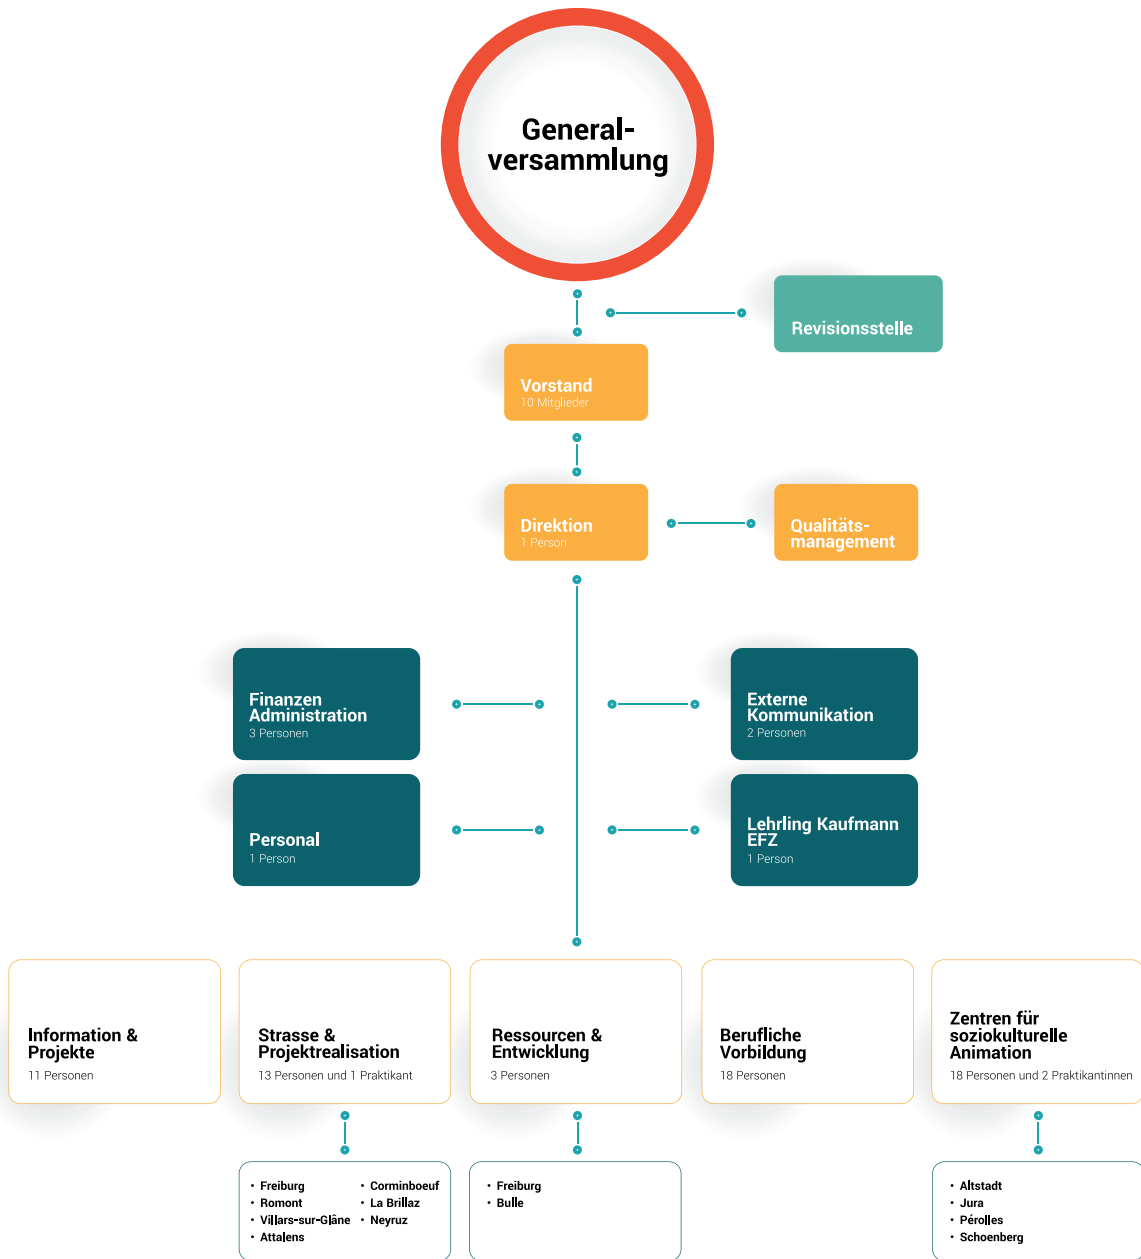 General-
versammlung
Revisionsstelle
Vorstand
10 Mitglieder
Direktion
1 Person
Qualitäts-
management
Finanzen
Administration
3 Personen
Externe
Kommunikation
2 Personen
Personal
1 Person
Lehrling Kaufmann
EFZ
1 Person
Information &
Projekte
11 Personen
Strasse &
Projektrealisation
13 Personen und 1 Praktikant
Ressourcen &
Entwicklung
3 Personen
Berufliche
Vorbildung
18 Personen
Zentren für
soziokulturelle
Animation
18 Personen und 2 Praktikantinnen
• Freiburg
• Romont
• Villars-sur-Glâne
• Attalens
• Corminboeuf
• La Brillaz
• Neyruz
• Freiburg
• Bulle
• Altstadt
• Jura
• Pérolles
• Schoenberg